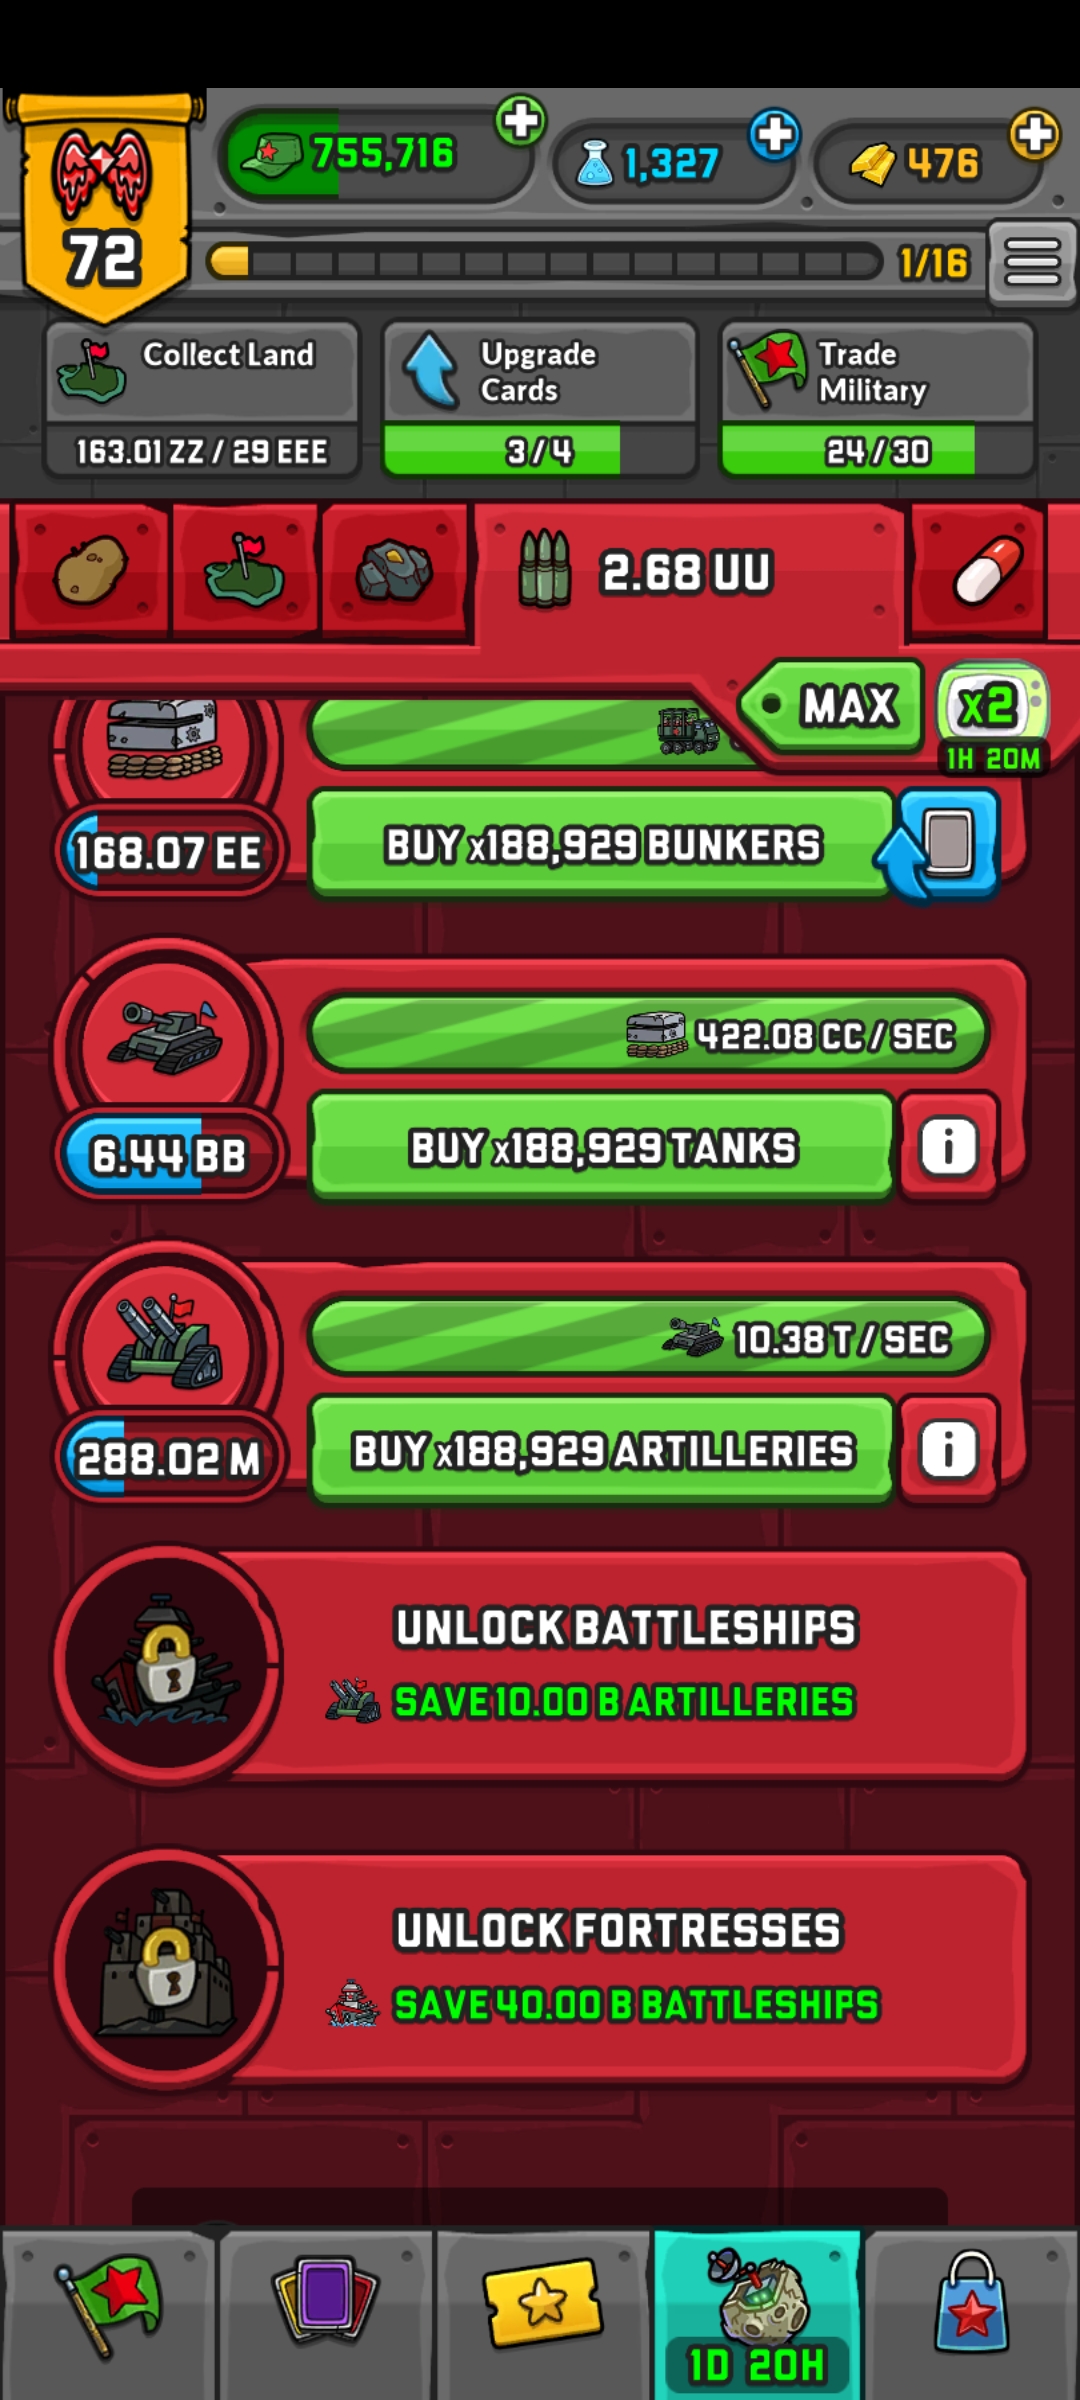 755,716
1,327
476
72
1/16
Collect Land
163.01 ZZ / 29 EEE
Upgrade
Cards
3/4
Trade
Military
24/30
2.68 UU
MAX
x2
1H 20M
168.07 EE
BUY x188,929 BUNKERS
422.08 CC / SEC
6.44 BB
BUY x188,929 TANKS
i
10.38 T / SEC
288.02 M
BUY x188,929 ARTILLERIES
i
UNLOCK BATTLESHIPS
SAVE 10.00 B ARTILLERIES
UNLOCK FORTRESSES
SAVE 40.00 B BATTLESHIPS
1D 20H